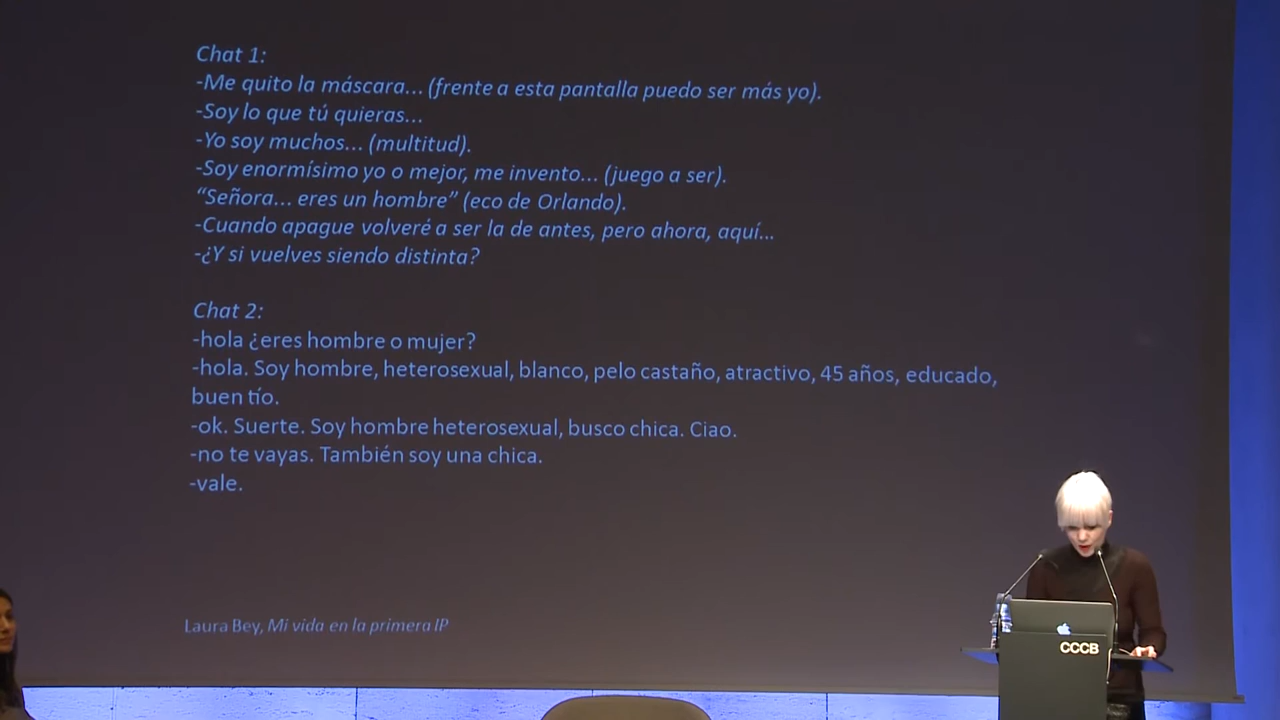 Chat 1:
-Me quito la máscara... (frente a esta pantalla puedo ser más yo).
-Soy lo que tú quieras...
-Yo soy muchos... (multitud).
-Soy enormísimo yo o mejor, me invento... (juego a ser).
“Señora... eres un hombre” (eco de Orlando).
-Cuando apague volveré a ser la de antes, pero ahora, aquí...
-¿Y si vuelves siendo distinta?
Chat 2:
-hola ¿eres hombre o mujer?
-hola. Soy hombre, heterosexual, blanco, pelo castaño, atractivo, 45 años, educado,
buen tío.
-ok. Suerte. Soy hombre heterosexual, busco chica. Ciao.
-no te vayas. También soy una chica.
-vale.
Laura Bey, Mi vida en la primera IP
CCCB